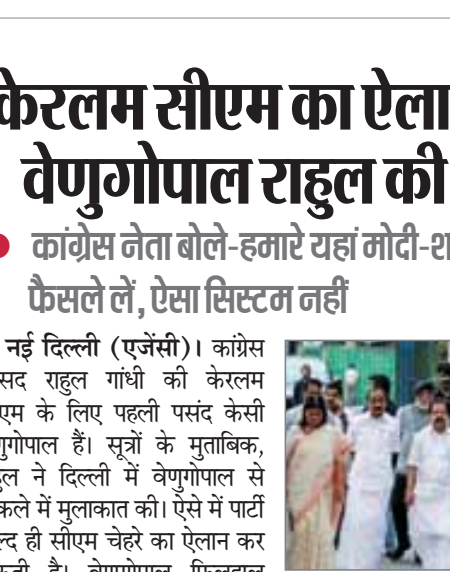 केरलम सीएम का ऐला
वेणुगोपाल राहुल की
कांग्रेस नेता बोले-हमारे यहां मोदी-श
फैसले लें, ऐसा सिस्टम नहीं
नई दिल्ली (एजेंसी)। कांग्रेस
सद राहुल गांधी की केरलम
एम के लिए पहली पसंद केसी
णुगोपाल हैं। सूत्रों के मुताबिक,
हुल ने दिल्ली में वेणुगोपाल से
कले में मुलाकात की। ऐसे में पार्टी
ल्द ही सीएम चेहरे का ऐलान कर
है। वेणुगोपाल फिलहाल